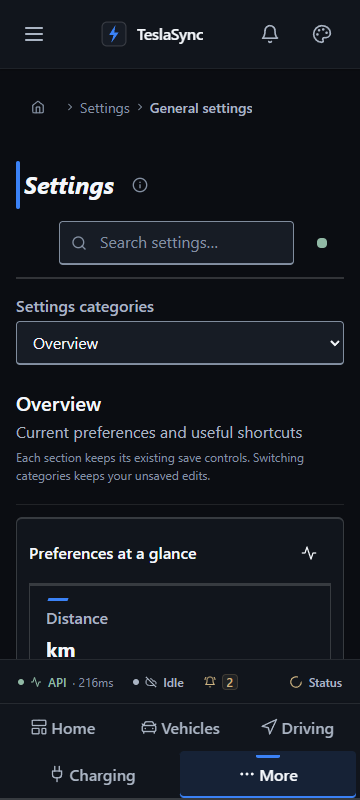 TeslaSync
Settings > General settings
Settings
Search settings...
Settings categories
Overview
Overview
Current preferences and useful shortcuts
Each section keeps its existing save controls. Switching
categories keeps your unsaved edits.
Preferences at a glance
Distance
km
API · 216ms Idle 2 Status
Home Vehicles Driving
Charging More